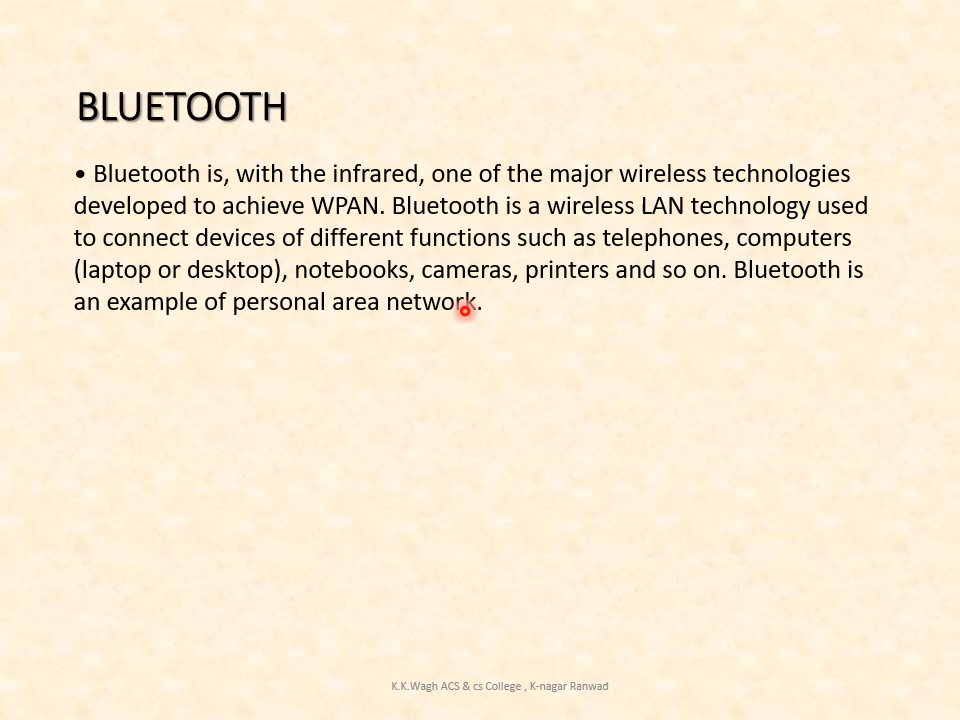 BLUETOOTH
• Bluetooth is, with the infrared, one of the major wireless technologies
developed to achieve WPAN. Bluetooth is a wireless LAN technology used
to connect devices of different functions such as telephones, computers
(laptop or desktop), notebooks, cameras, printers and so on. Bluetooth is
an example of personal area network.
K.K.Wagh ACS & cs College , K-nagar Ranwad